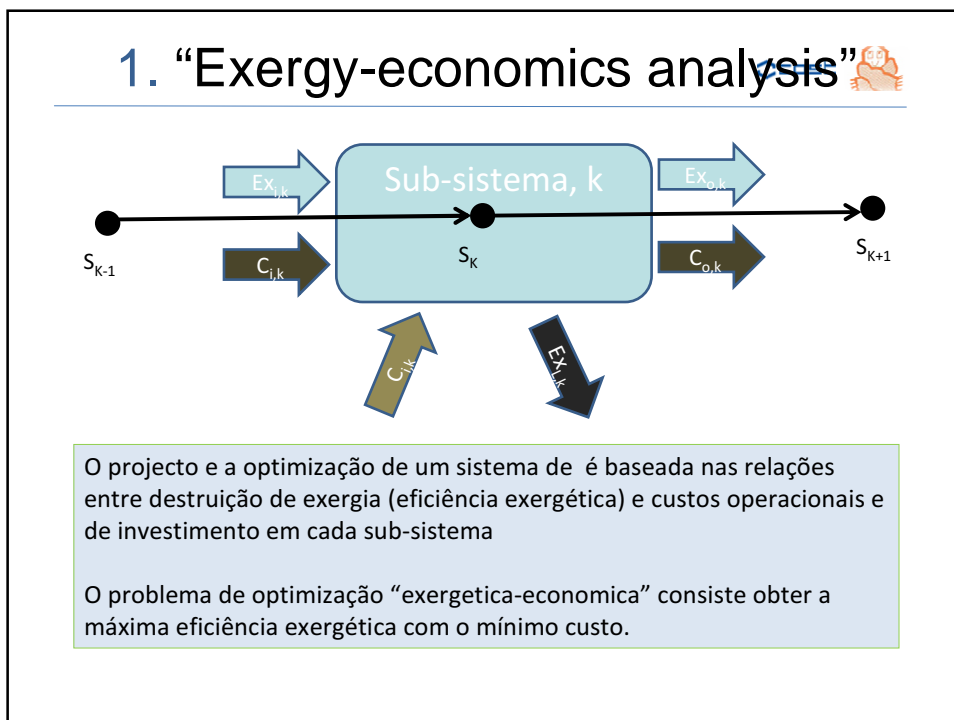 1. “Exergy-economics analysis”
Ex_{i,k}
Sub-sistema, k
Ex_{o,k}
S_{K-1}
S_K
S_{K+1}
C_{i,k}
C_{o,k}
C_{i,k}
Ex_{L,k}
O projecto e a optimização de um sistema de é baseada nas relações
entre destruição de exergia (eficiência exergética) e custos operacionais e
de investimento em cada sub-sistema
O problema de optimização “exergetica-economica” consiste obter a
máxima eficiência exergética com o mínimo custo.